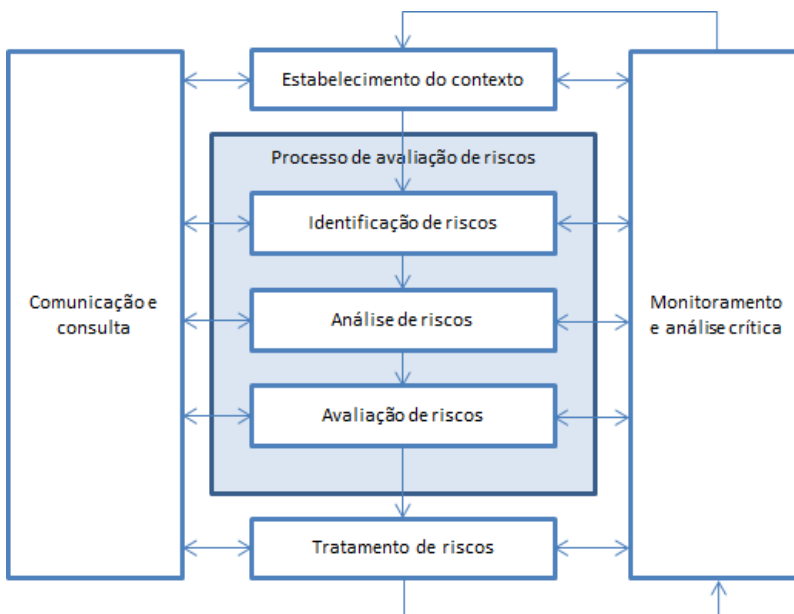 Estabelecimento do contexto
Processo de avaliação de riscos
Identificação de riscos
Comunicação e
consulta
Análise de riscos
Monitoramento
e análise crítica
Avaliação de riscos
Tratamento de riscos